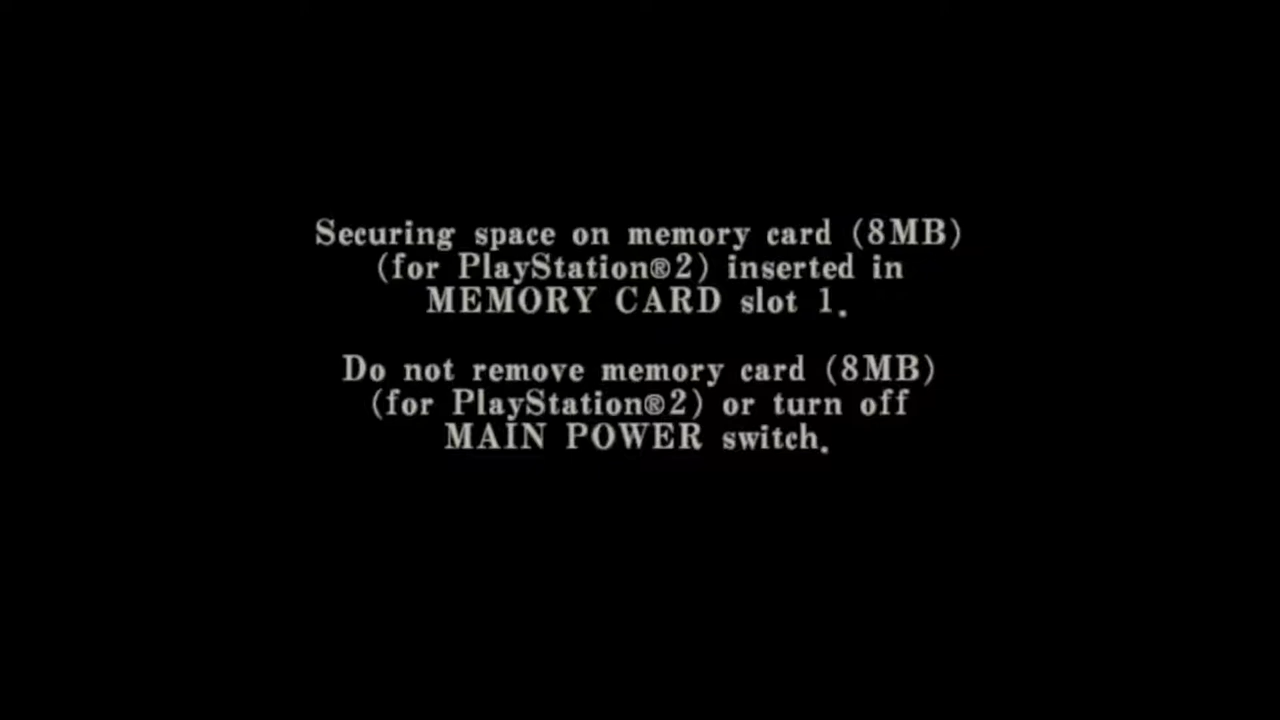 Securing space on memory card (8MB)
(for PlayStation®2) inserted in
MEMORY CARD slot 1.
Do not remove memory card (8MB)
(for PlayStation®2) or turn off
MAIN POWER switch.